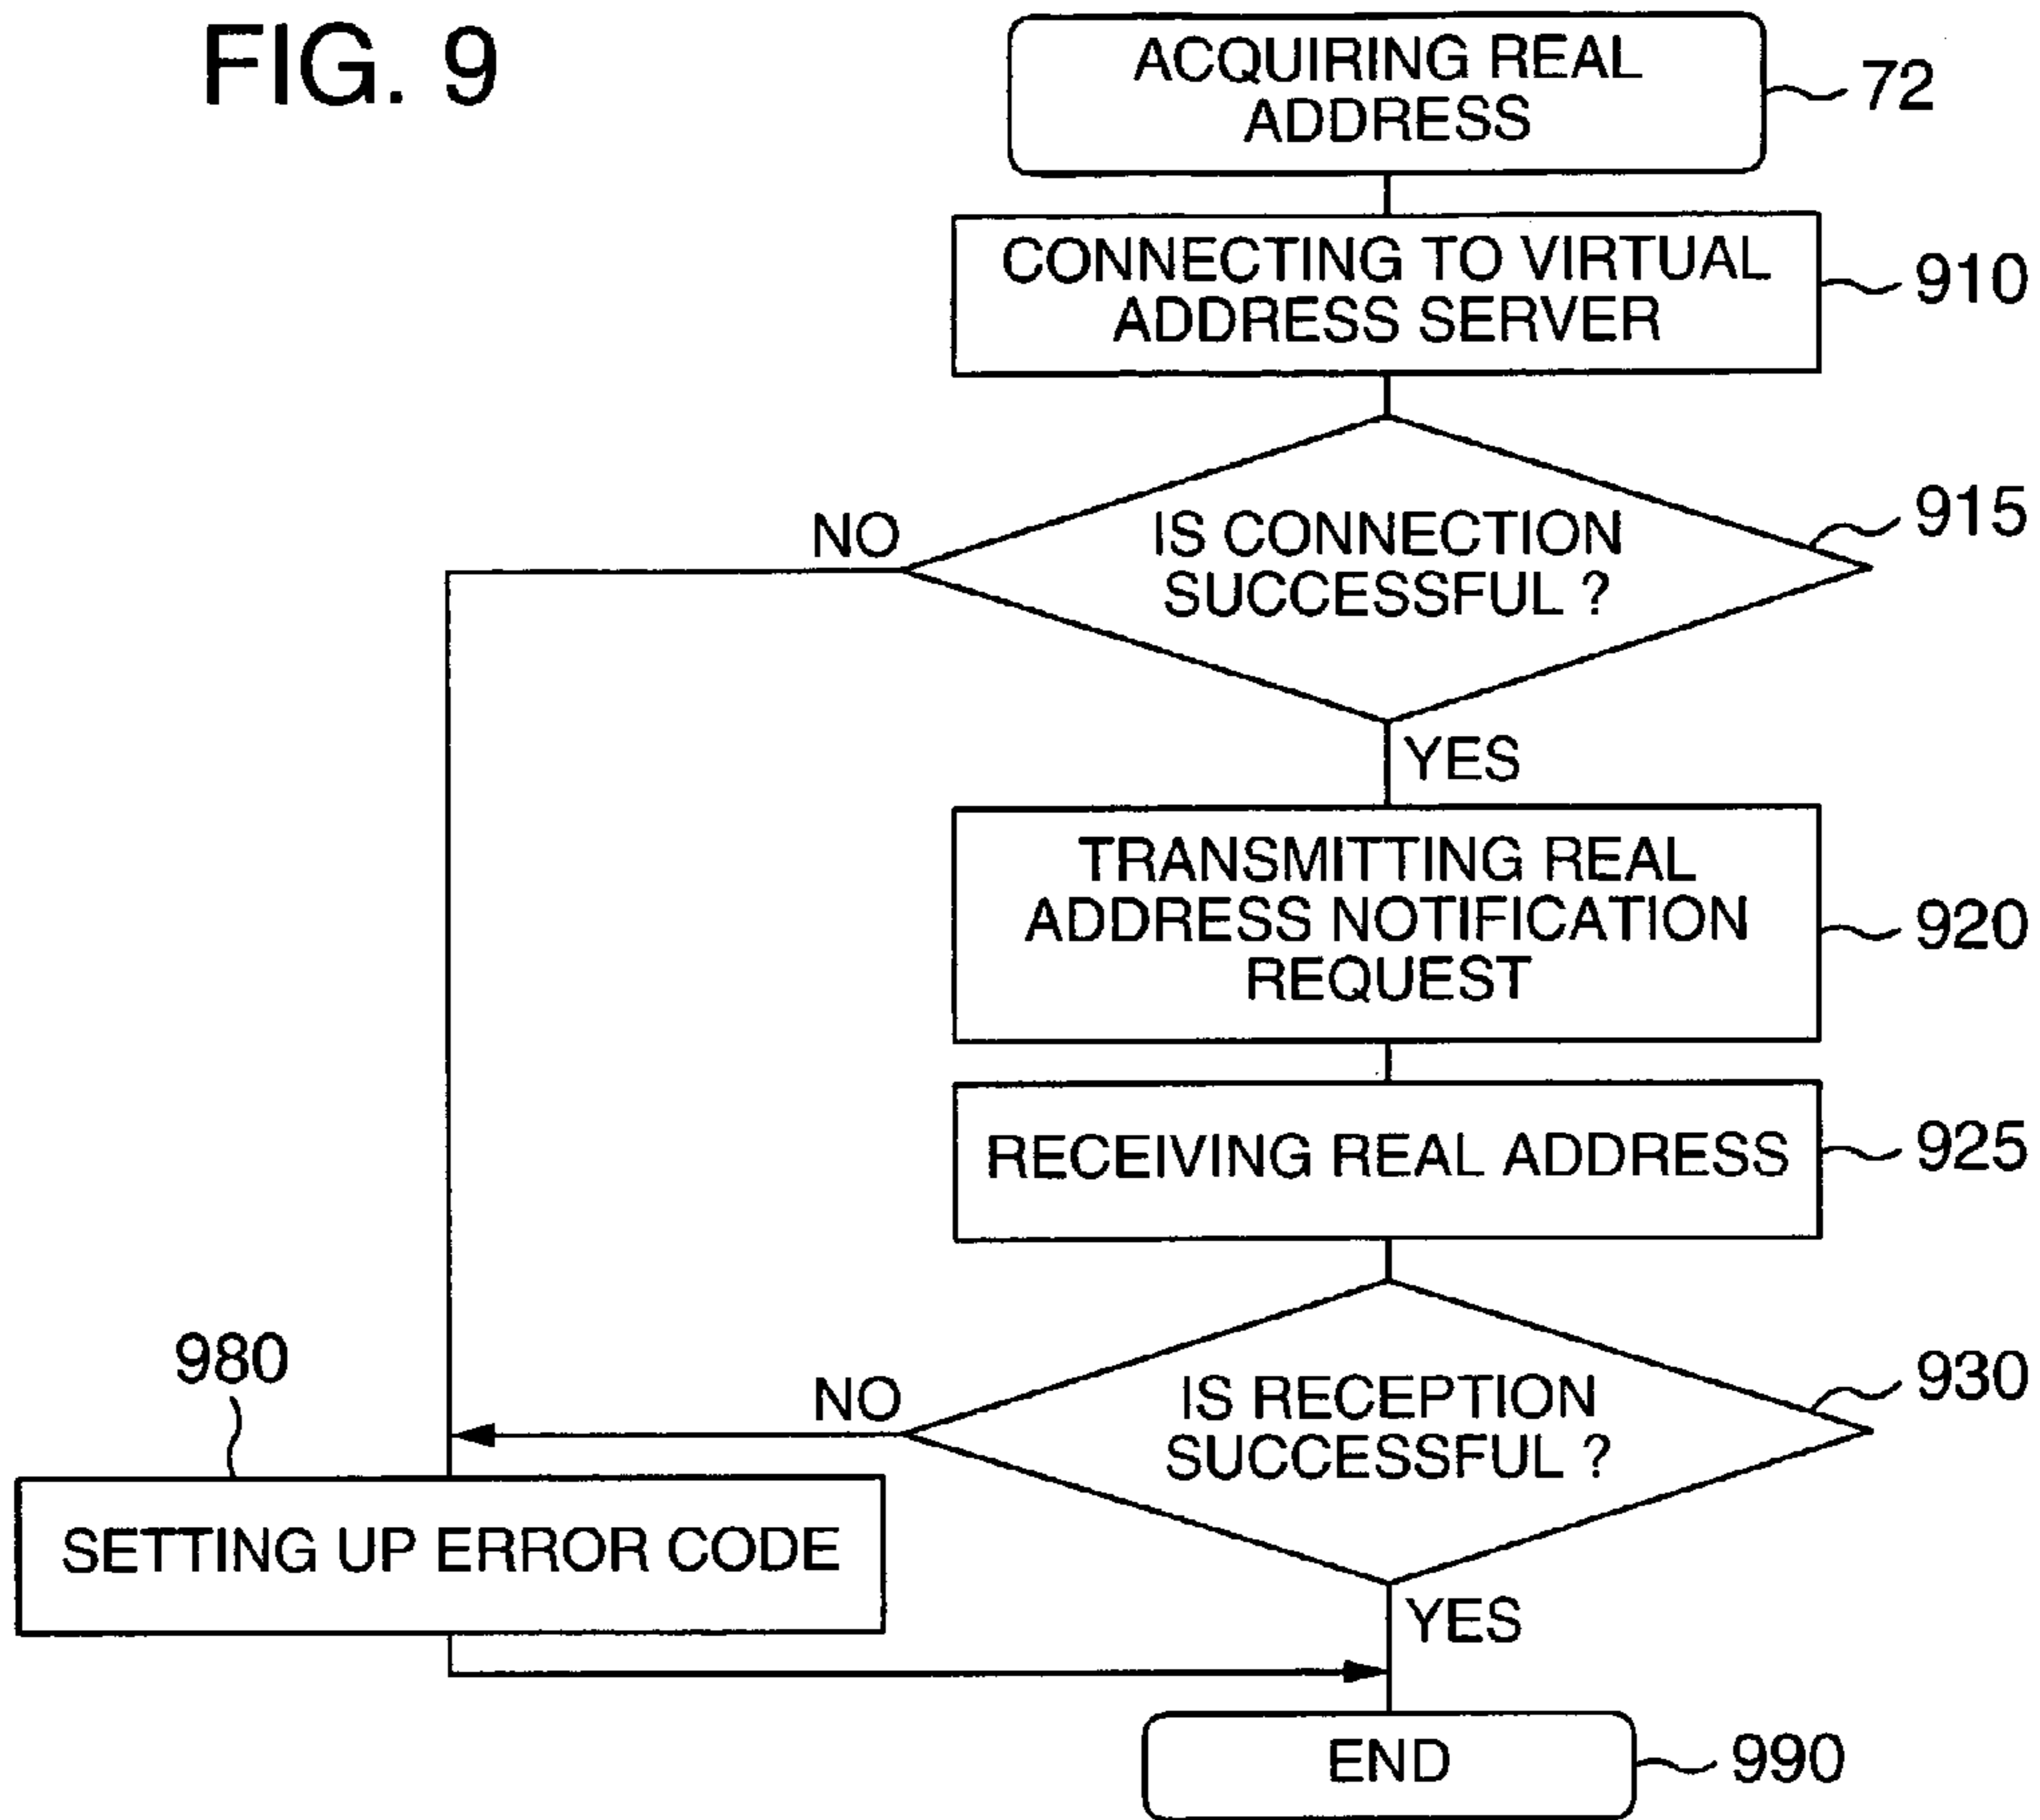 FIG. 9
ACQUIRING REAL
ADDRESS
72
CONNECTING TO VIRTUAL
ADDRESS SERVER
910
NO
IS CONNECTION
SUCCESSFUL ?
915
YES
TRANSMITTING REAL
ADDRESS NOTIFICATION
REQUEST
920
RECEIVING REAL ADDRESS
925
980
NO
IS RECEPTION
SUCCESSFUL ?
930
SETTING UP ERROR CODE
YES
END
990